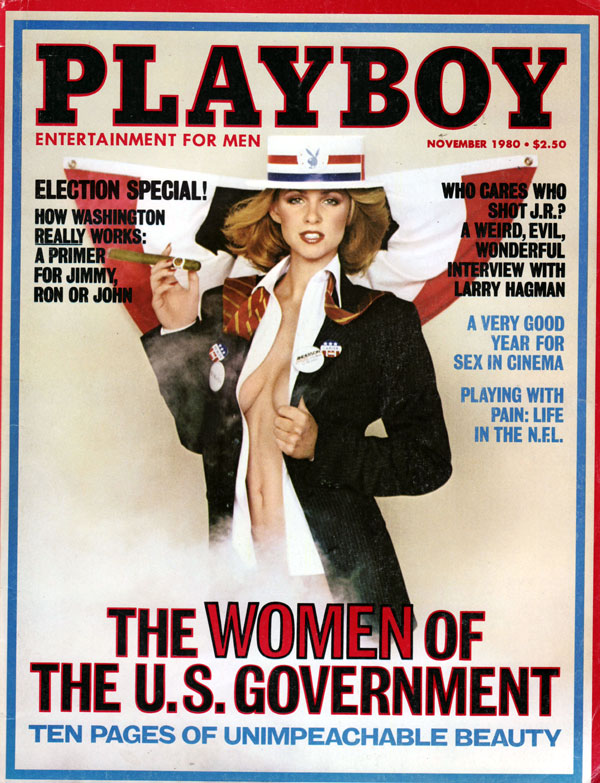 PLAYBOY
ENTERTAINMENT FOR MEN
NOVEMBER 1980 • $2.50
ELECTION SPECIAL!
HOW WASHINGTON
REALLY WORKS:
A PRIMER
FOR JIMMY,
RON OR JOHN
WHO CARES WHO
SHOT J.R.?
A WEIRD, EVIL,
WONDERFUL
INTERVIEW WITH
LARRY HAGMAN
A VERY GOOD
YEAR FOR
SEX IN CINEMA
PLAYING WITH
PAIN: LIFE
IN THE N.F.L.
THE WOMEN OF
THE U.S. GOVERNMENT
TEN PAGES OF UNIMPEACHABLE BEAUTY